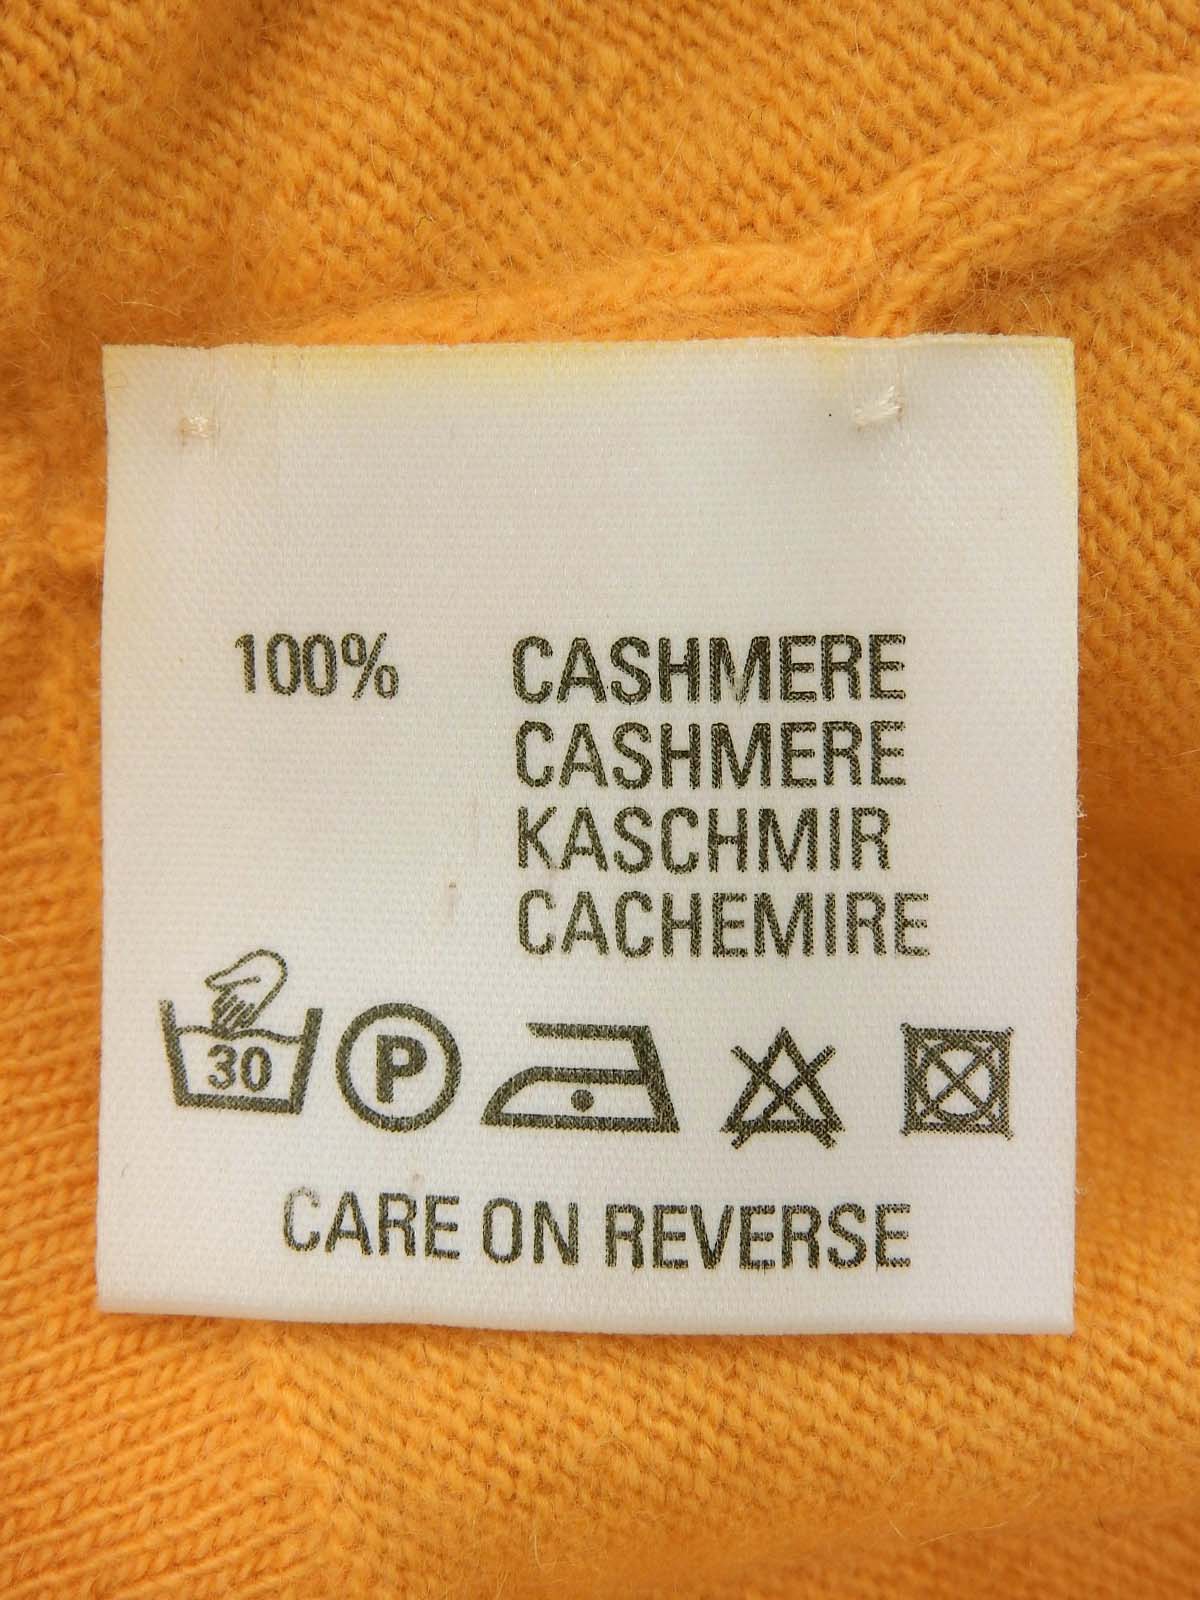 100% CASHMERE
CASHMERE
KASCHMIR
CACHEMIRE
30 P
CARE ON REVERSE